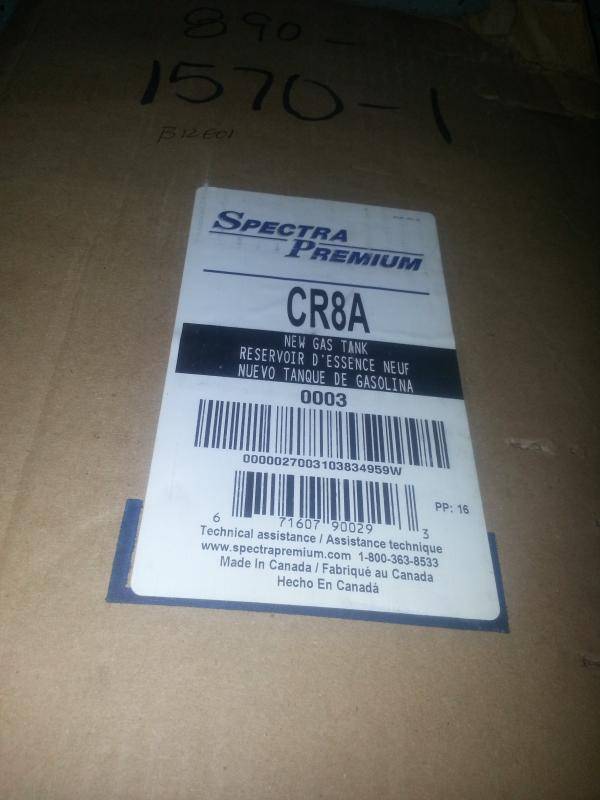 890-
1570-1
B12E01
SPECTRA
PREMIUM
CR8A
NEW GAS TANK
RESERVOIR D'ESSENCE NEUF
NUEVO TANQUE DE GASOLINA
0003
0000027003103834959W
6 71607 90029 3
PP: 16
Technical assistance / Assistance technique
www.spectrapremium.com 1-800-363-8533
Made In Canada / Fabriqué au Canada
Hecho En Canadá